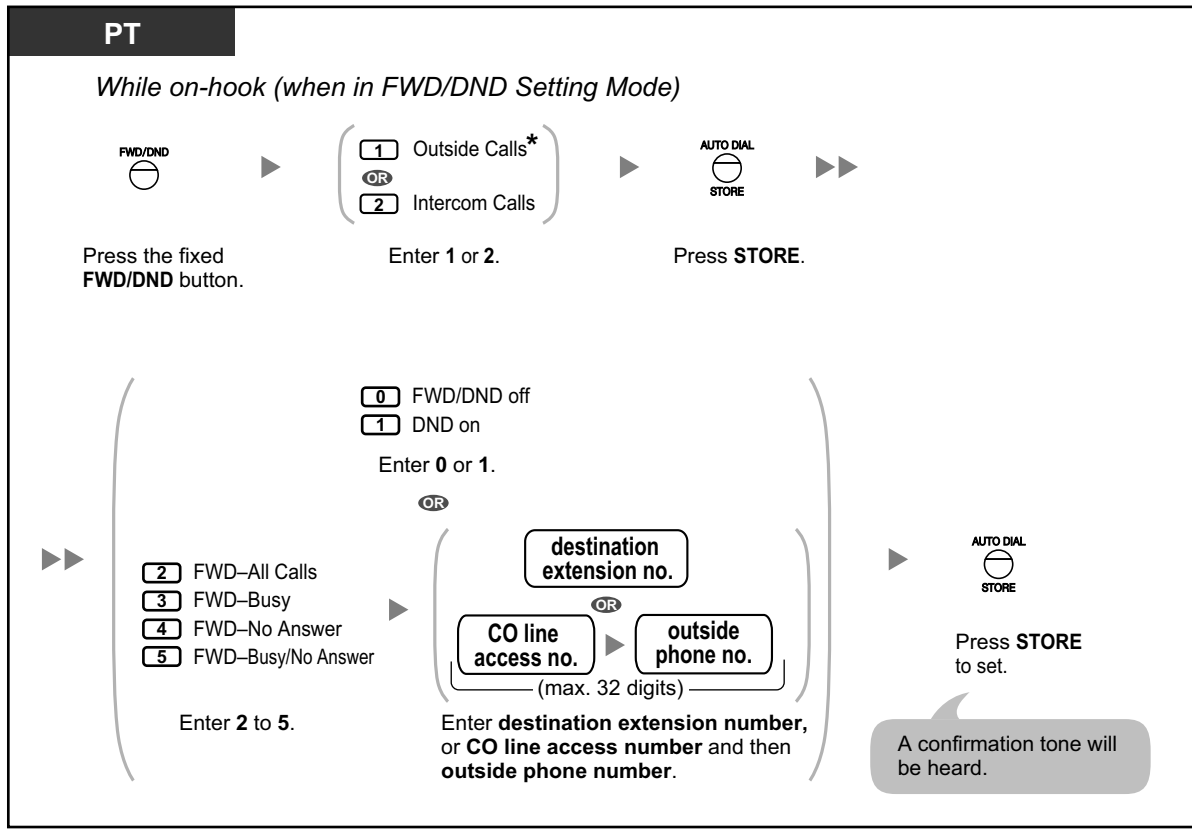 PT
While on-hook (when in FWD/DND Setting Mode)
FWD/DND
1 Outside Calls*
OR
2 Intercom Calls
AUTO DIAL
STORE
Press the fixed
FWD/DND button.
Enter 1 or 2.
Press STORE.
0 FWD/DND off
1 DND on
Enter 0 or 1.
OR
2 FWD–All Calls
3 FWD–Busy
4 FWD–No Answer
5 FWD–Busy/No Answer
Enter 2 to 5.
destination
extension no.
OR
CO line
access no.
outside
phone no.
(max. 32 digits)
Enter destination extension number,
or CO line access number and then
outside phone number.
AUTO DIAL
STORE
Press STORE
to set.
A confirmation tone will
be heard.